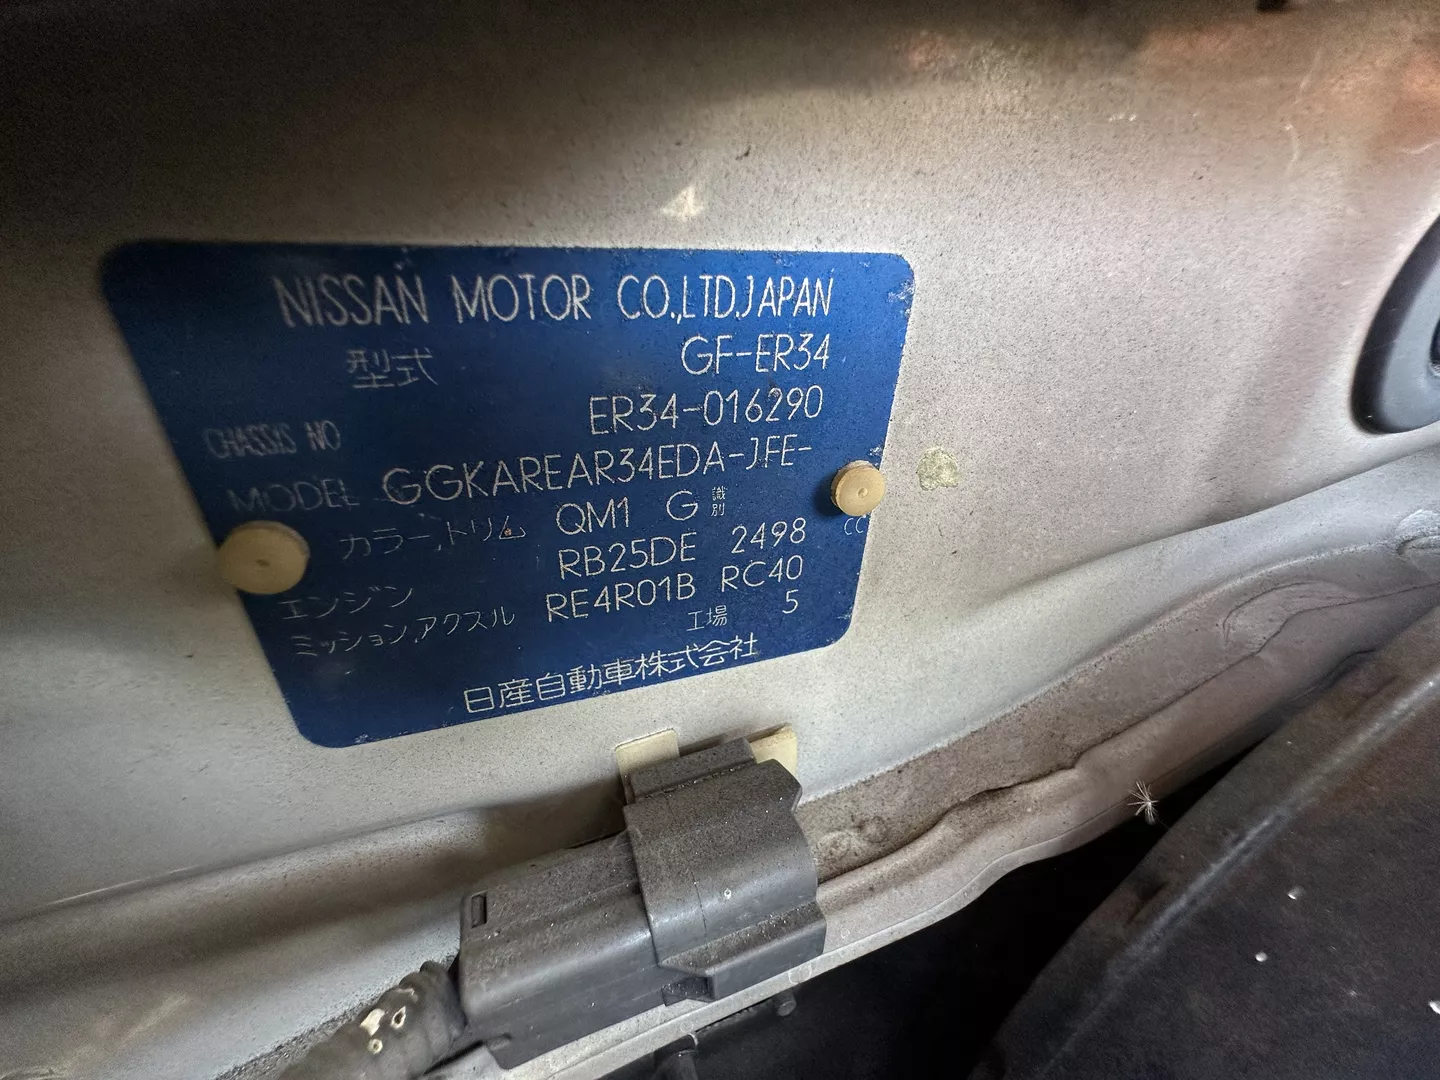 NISSAN MOTOR CO.,LTD.JAPAN
型式 GF-ER34
CHASSIS NO ER34-016290
MODEL GGKAREAR34EDA-JFE-
カラー,トリム QM1 G 識別
エンジン RB25DE 2498 CC
ミッション,アクスル RE4R01B RC40
工場 5
日産自動車株式会社